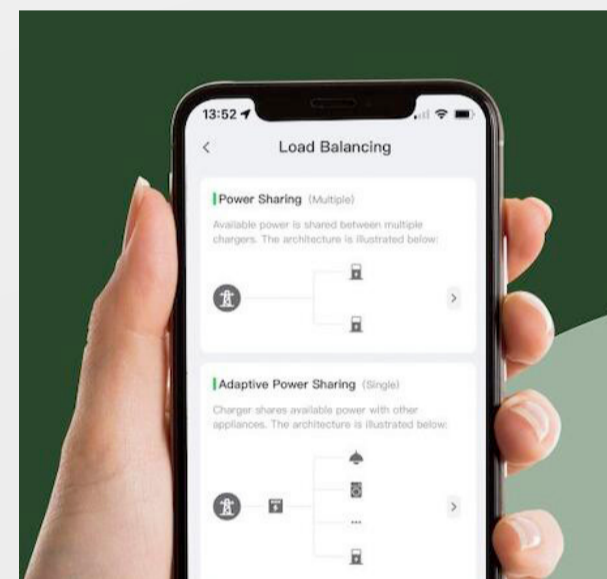 13:52
Load Balancing
Power Sharing (Multiple)
Available power is shared between multiple
chargers. The architecture is illustrated below:
Adaptive Power Sharing (Single)
Charger shares available power with other
appliances. The architecture is illustrated below: